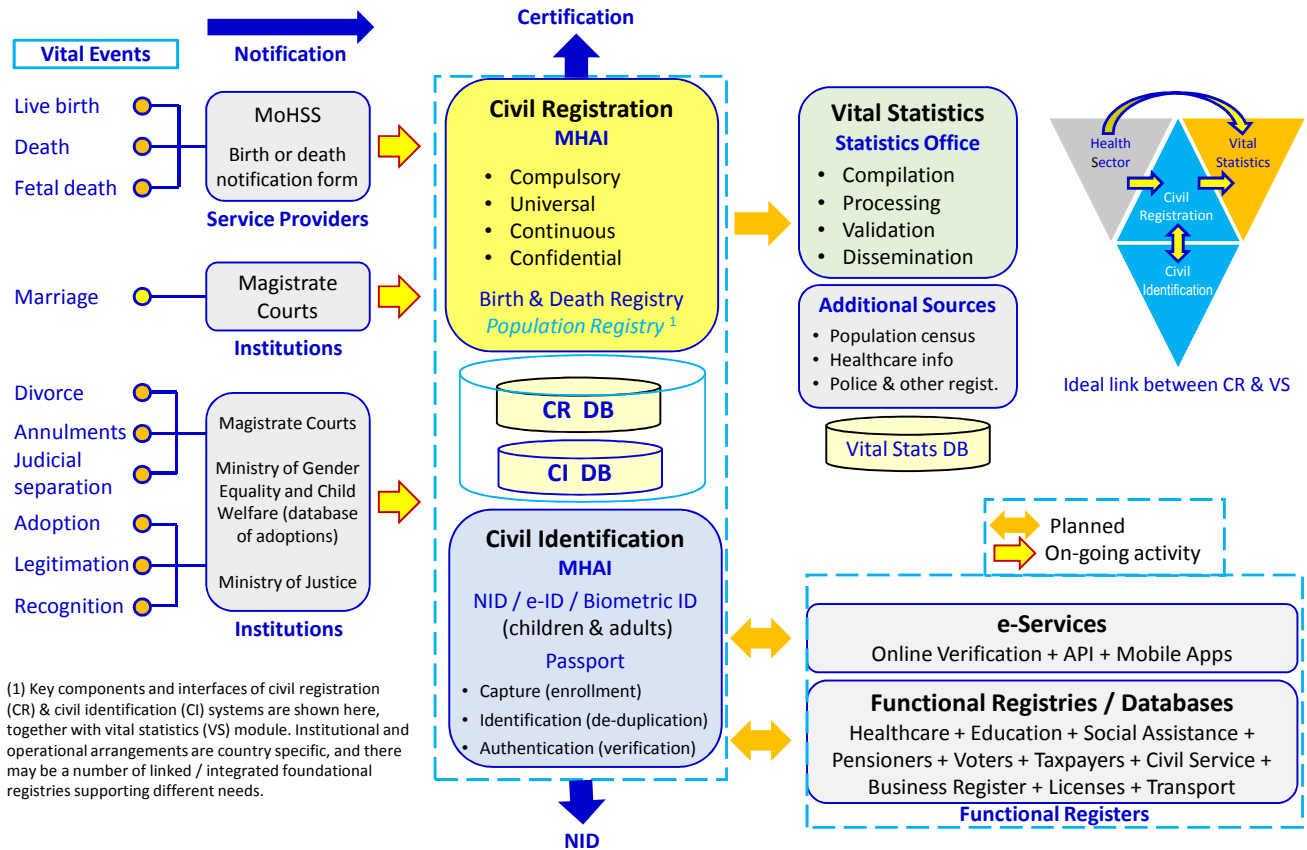 Vital Events
Notification
Certification
Live birth
Death
Fetal death
MoHSS
Birth or death
notification form
Service Providers
Marriage
Magistrate
Courts
Institutions
Divorce
Annulments
Judicial
separation
Adoption
Legitimation
Recognition
Magistrate Courts
Ministry of Gender
Equality and Child
Welfare (database
of adoptions)
Ministry of Justice
Institutions
(1) Key components and interfaces of civil registration
(CR) & civil identification (CI) systems are shown here,
together with vital statistics (VS) module. Institutional and
operational arrangements are country specific, and there
may be a number of linked / integrated foundational
registries supporting different needs.
Civil Registration
MHAI
• Compulsory
• Universal
• Continuous
• Confidential
Birth & Death Registry
Population Registry 1
CR DB
CI DB
Civil Identification
MHAI
NID / e-ID / Biometric ID
(children & adults)
Passport
• Capture (enrollment)
• Identification (de-duplication)
• Authentication (verification)
NID
Vital Statistics
Statistics Office
• Compilation
• Processing
• Validation
• Dissemination
Additional Sources
• Population census
• Healthcare info
• Police & other regist.
Vital Stats DB
Health
Sector
Vital
Statistics
Civil
Registration
Civil
Identification
Ideal link between CR & VS
Planned
On-going activity
e-Services
Online Verification + API + Mobile Apps
Functional Registries / Databases
Healthcare + Education + Social Assistance +
Pensioners + Voters + Taxpayers + Civil Service +
Business Register + Licenses + Transport
Functional Registers